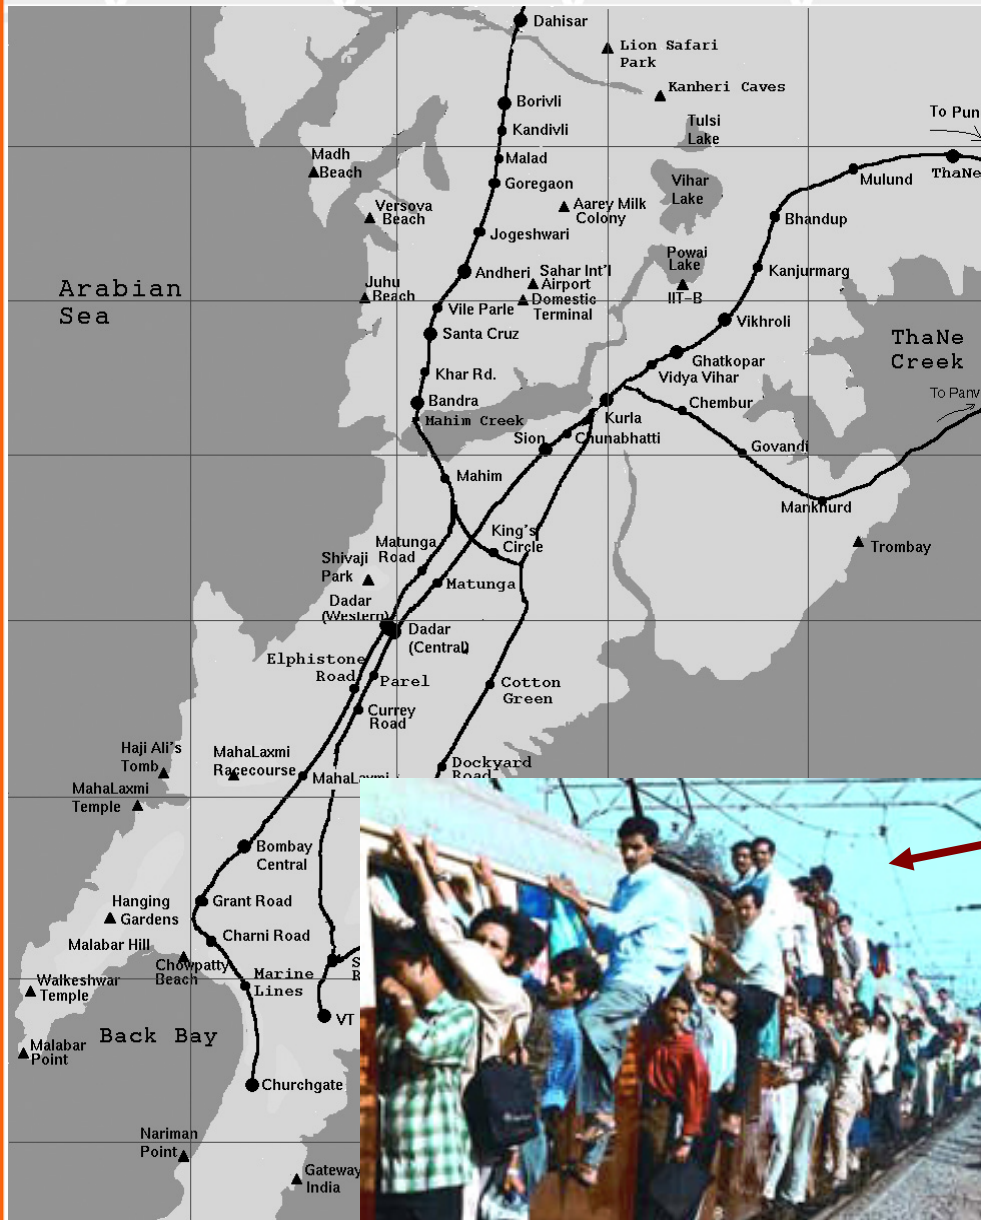 Dahisar
Lion Safari
Park
Kanheri Caves
Borivli
Kandivli
Tulsi
Lake
To Pun
Malad
Madh
Beach
Goregaon
Mulund
ThaNe
Vihar
Lake
Versova
Beach
Aarey Milk
Colony
Bhandup
Jogeshwari
Powai
Lake
Andheri
Sahar Int'l
Airport
Kanjurmarg
Arabian
Sea
Juhu
Beach
Domestic
Terminal
IIT-B
Vile Parle
Vikhroli
Santa Cruz
ThaNe
Creek
Ghatkopar
Vidya Vihar
Khar Rd.
To Panv
Bandra
Chembur
Mahim Creek
Kurla
Sion
Chunabhatti
Govandi
Mahim
Mankhurd
King's
Circle
Matunga
Road
Trombay
Shivaji
Park
Matunga
Dadar
(Western)
Dadar
(Central)
Elphistone
Road
Parel
Cotton
Green
Currey
Road
Haji Ali's
Tomb
MahaLaxmi
Racecourse
Dockyard
Road
MahaLaxmi
MahaLaxmi
Temple
Bombay
Central
Hanging
Gardens
Grant Road
Malabar Hill
Charni Road
Chowpatty
Beach
S
R
Marine
Lines
Walkeshwar
Temple
VT
Back Bay
Malabar
Point
Churchgate
Nariman
Point
Gateway
India